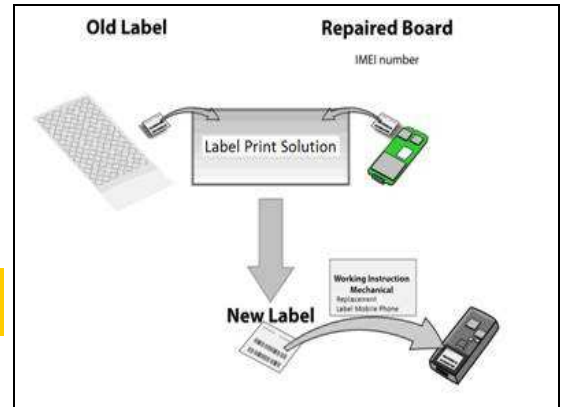 Old Label
Repaired Board
IMEI number
Label Print Solution
Working Instruction
Mechanical
Replacement
Label Mobile Phone
New Label